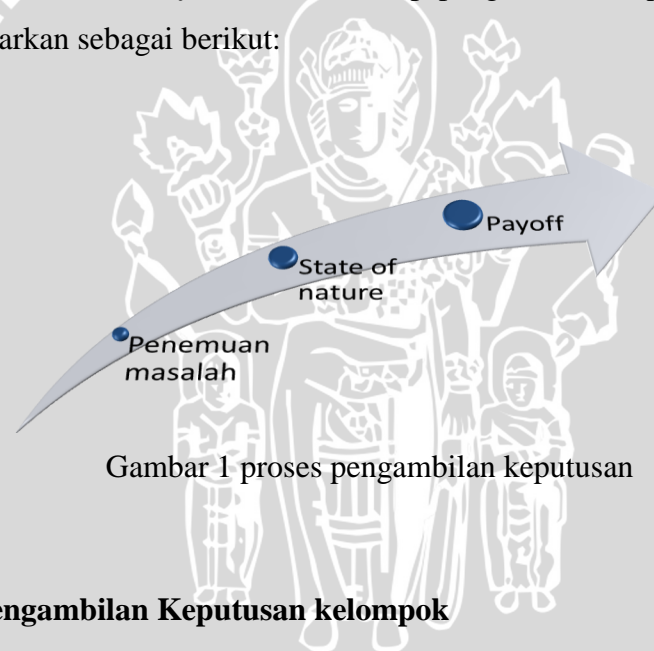 arkan sebagai berikut:
Payoff
State of
nature
Penemuan
masalah
Gambar 1 proses pengambilan keputusan
engambilan Keputusan kelompok